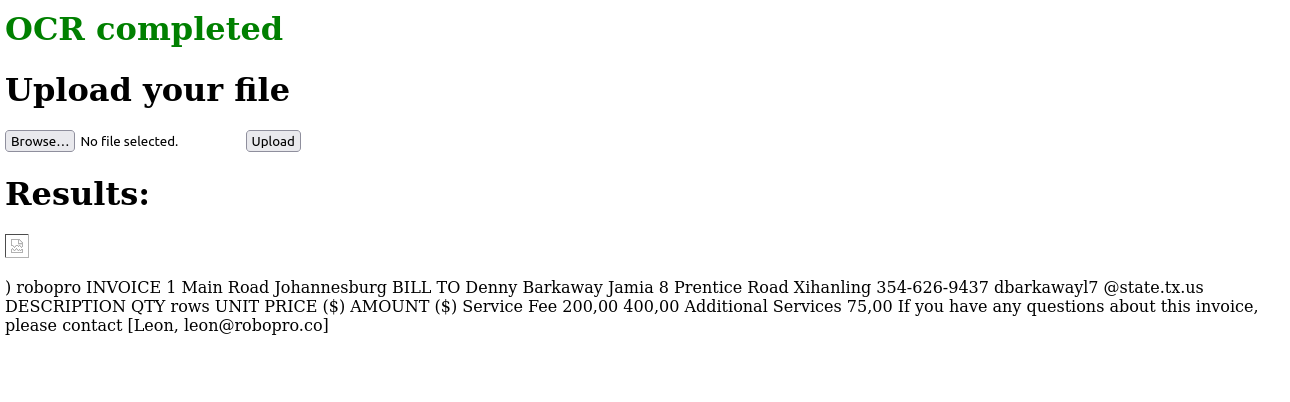 OCR completed
Upload your file
Browse... No file selected. Upload
Results:
) robopro INVOICE 1 Main Road Johannesburg BILL TO Denny Barkaway Jamia 8 Prentice Road Xihanling 354-626-9437 dbarkawayl7 @state.tx.us
DESCRIPTION QTY rows UNIT PRICE ($) AMOUNT ($) Service Fee 200,00 400,00 Additional Services 75,00 If you have any questions about this invoice,
please contact [Leon, leon@robopro.co]